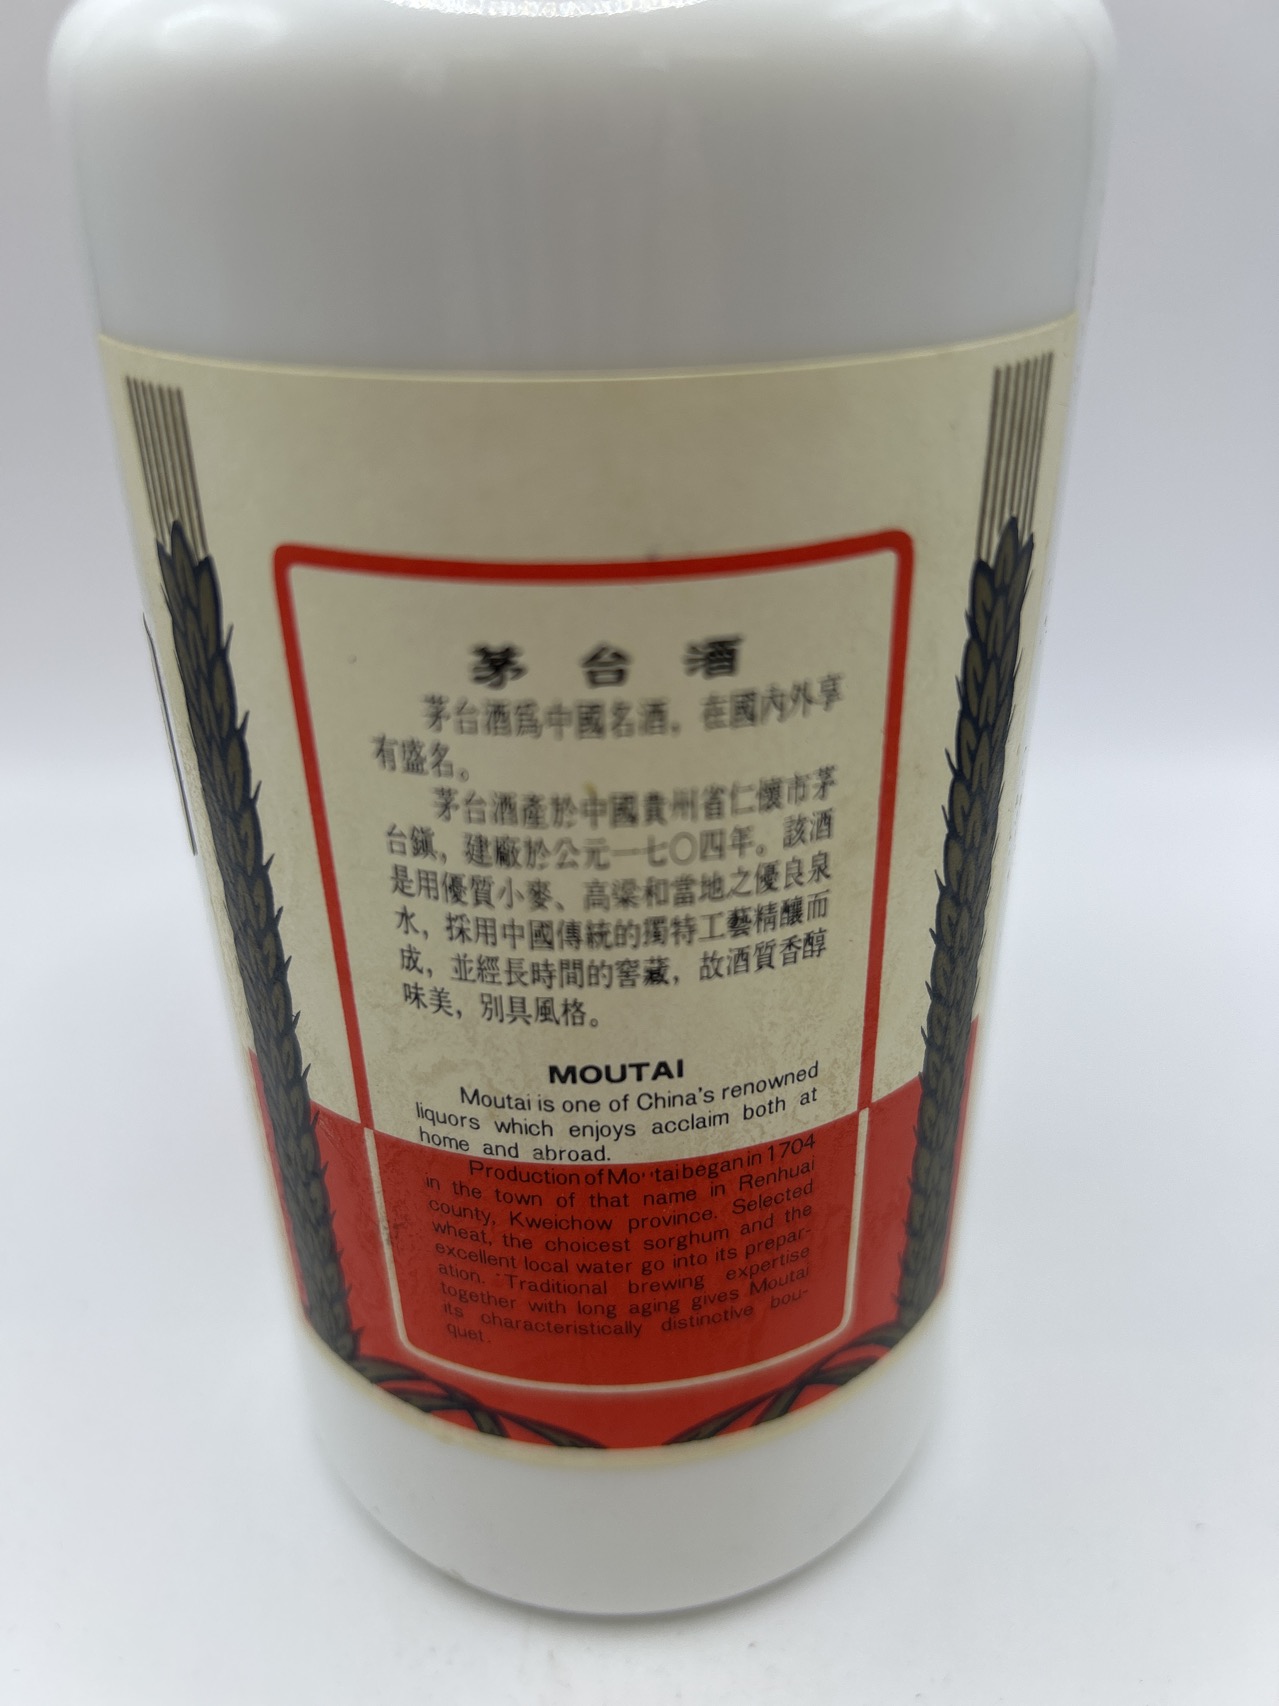 茅台酒
茅台酒爲中國名酒，在國內外享
有盛名。
茅台酒產於中國貴州省仁懷市茅
台鎭，建廠於公元一七〇四年。該酒
是用優質小麥、高梁和當地之優良泉
水，採用中國傳統的獨特工藝精釀而
成，並經長時間的窖藏，故酒質香醇
味美，別具風格。
MOUTAI
Moutai is one of China's renowned
liquors which enjoys acclaim both at
home and abroad.
Production of Mo tai began in 1704
in the town of that name in Renhuai
county, Kweichow province. Selected
wheat, the choicest sorghum and the
excellent local water go into its prepar-
ation. Traditional brewing expertise
together with long aging gives Moutai
its characteristically distinctive bou-
quet.